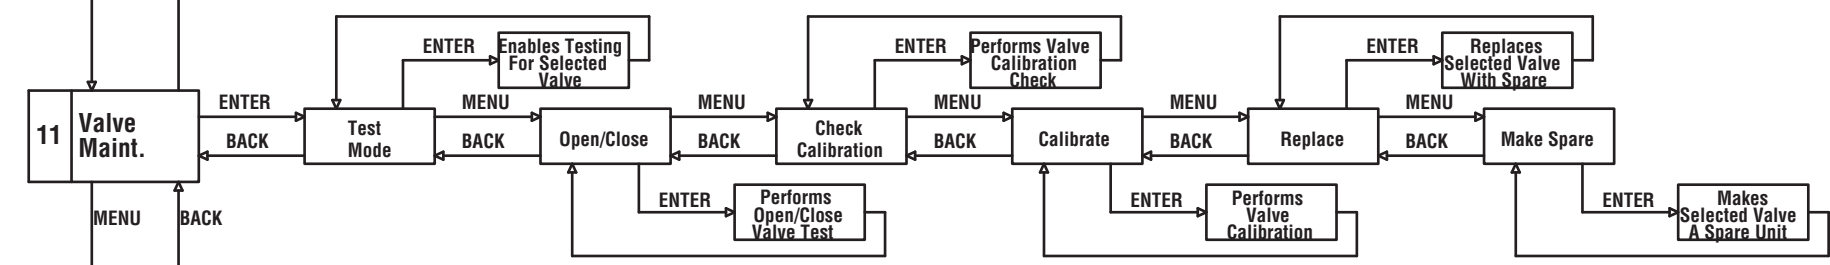 11
Valve
Maint.
ENTER
BACK
MENU
BACK
Test
Mode
ENTER
Enables Testing
For Selected
Valve
MENU
BACK
Open/Close
ENTER
Performs
Open/Close
Valve Test
MENU
BACK
Check
Calibration
ENTER
Performs Valve
Calibration
Check
MENU
BACK
Calibrate
ENTER
Performs
Valve
Calibration
MENU
BACK
Replace
ENTER
Replaces
Selected Valve
With Spare
MENU
BACK
Make Spare
ENTER
Makes
Selected Valve
A Spare Unit